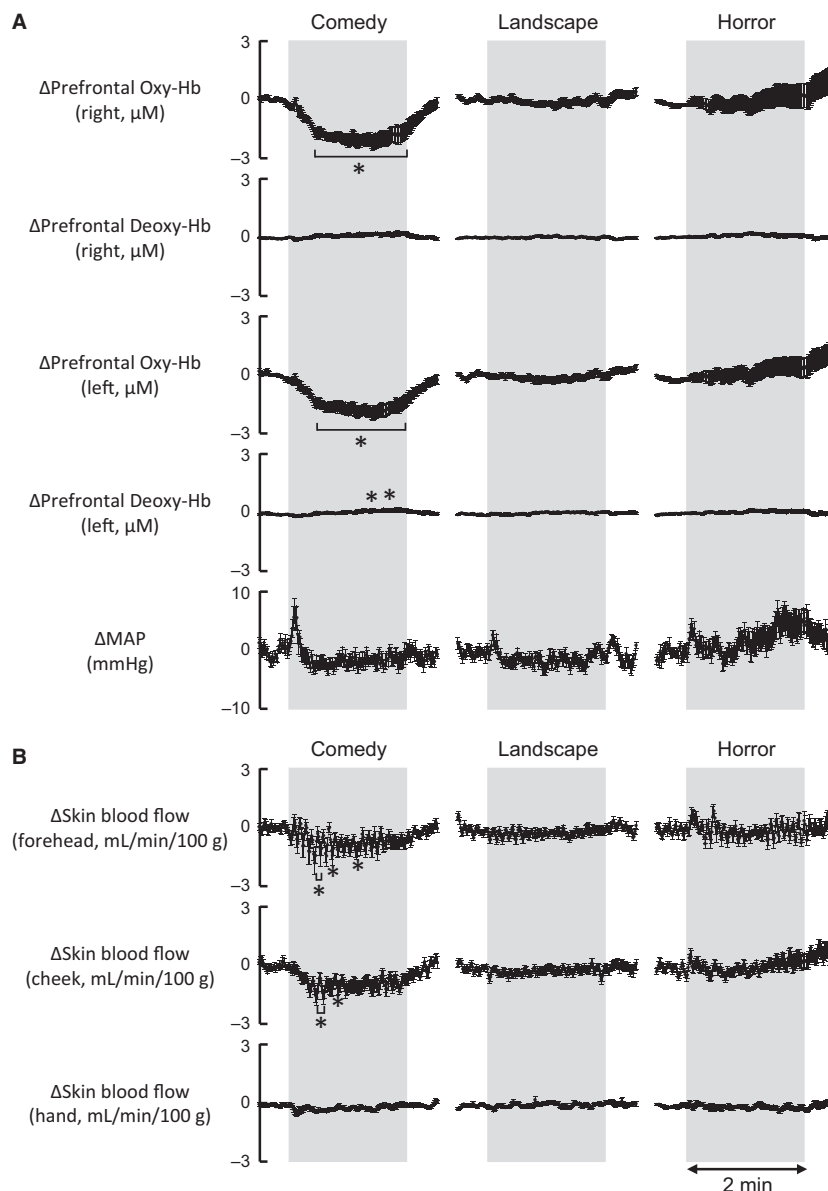 A
Comedy
Landscape
Horror
ΔPrefrontal Oxy-Hb
(right, μM)
3
0
–3
*
ΔPrefrontal Deoxy-Hb
(right, μM)
3
0
–3
ΔPrefrontal Oxy-Hb
(left, μM)
3
0
–3
*
ΔPrefrontal Deoxy-Hb
(left, μM)
3
0
–3
* *
ΔMAP
(mmHg)
10
0
–10
B
Comedy
Landscape
Horror
ΔSkin blood flow
(forehead, mL/min/100 g)
3
0
–3
* * *
ΔSkin blood flow
(cheek, mL/min/100 g)
3
0
–3
* *
ΔSkin blood flow
(hand, mL/min/100 g)
3
0
–3
2 min